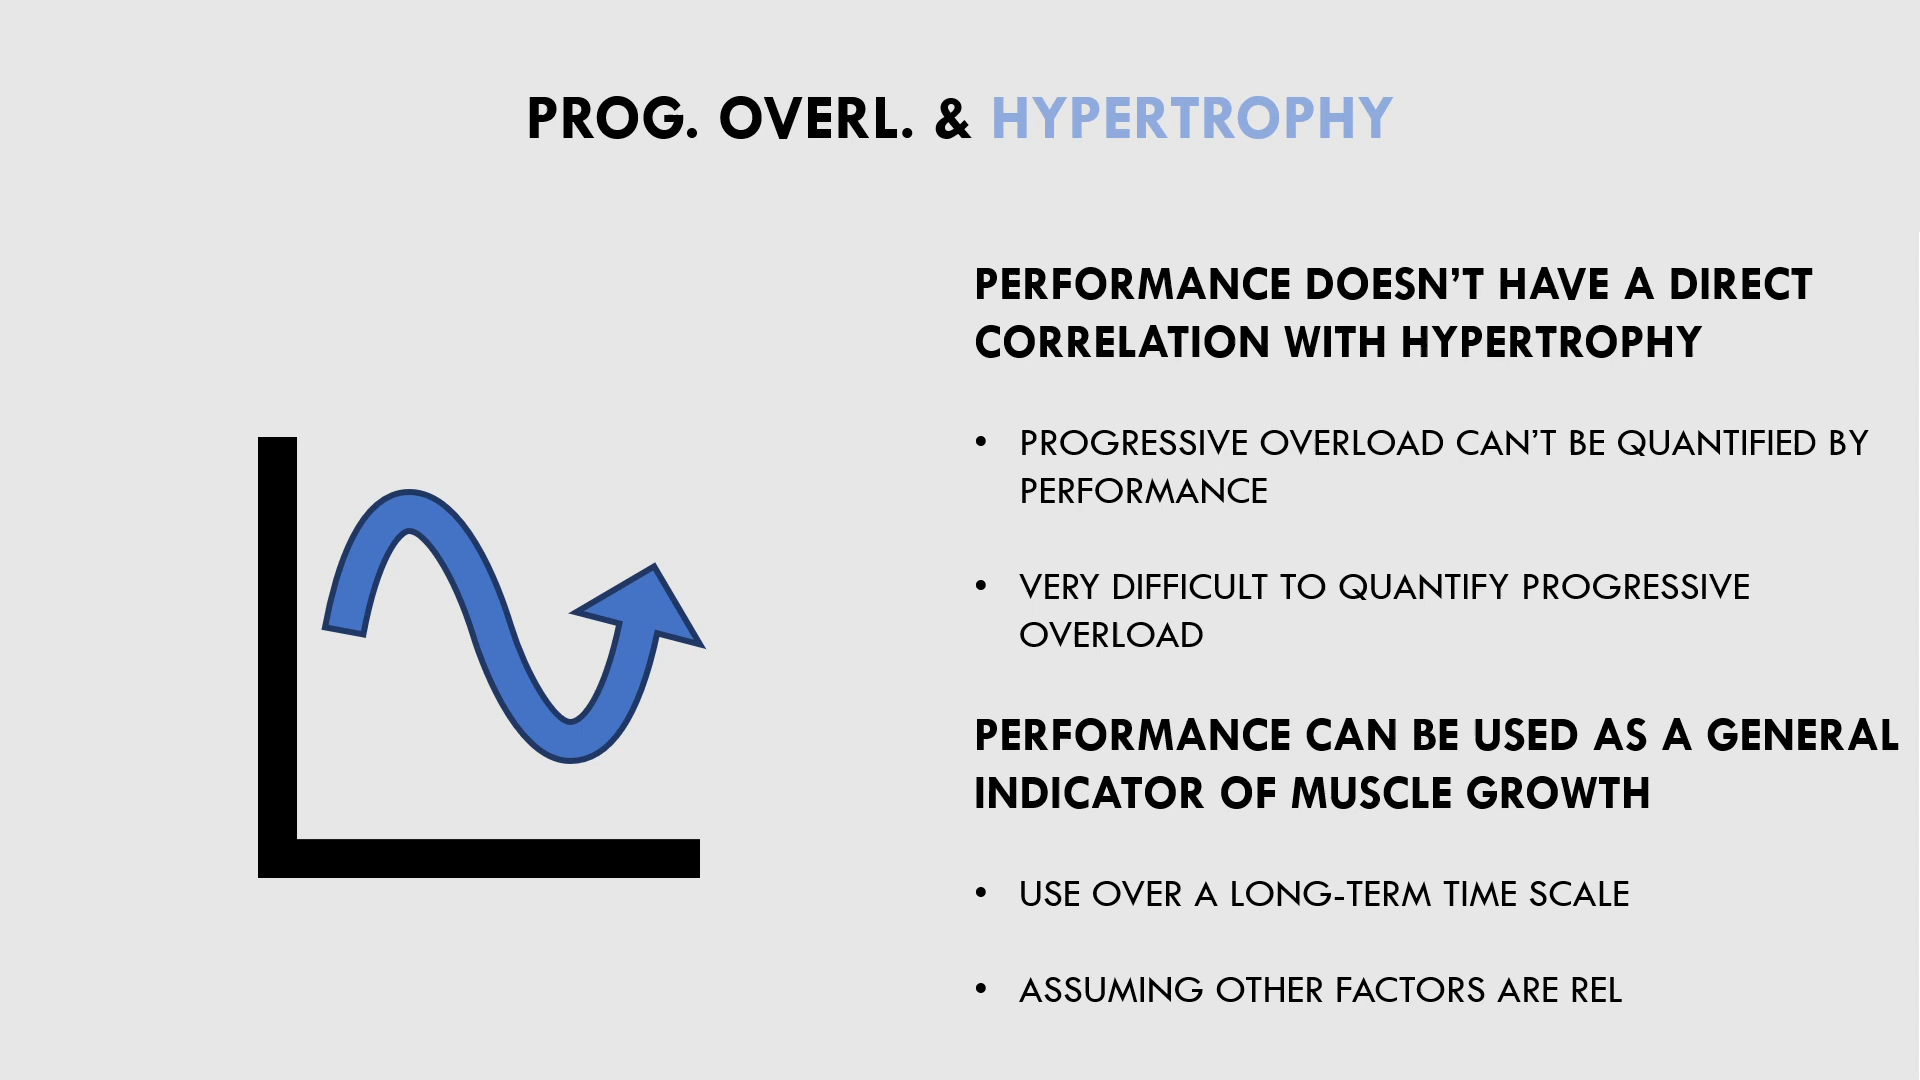 PROG. OVERL. & HYPERTROPHY
PERFORMANCE DOESN’T HAVE A DIRECT
CORRELATION WITH HYPERTROPHY
• PROGRESSIVE OVERLOAD CAN’T BE QUANTIFIED BY
PERFORMANCE
• VERY DIFFICULT TO QUANTIFY PROGRESSIVE
OVERLOAD
PERFORMANCE CAN BE USED AS A GENERAL
INDICATOR OF MUSCLE GROWTH
• USE OVER A LONG-TERM TIME SCALE
• ASSUMING OTHER FACTORS ARE REL